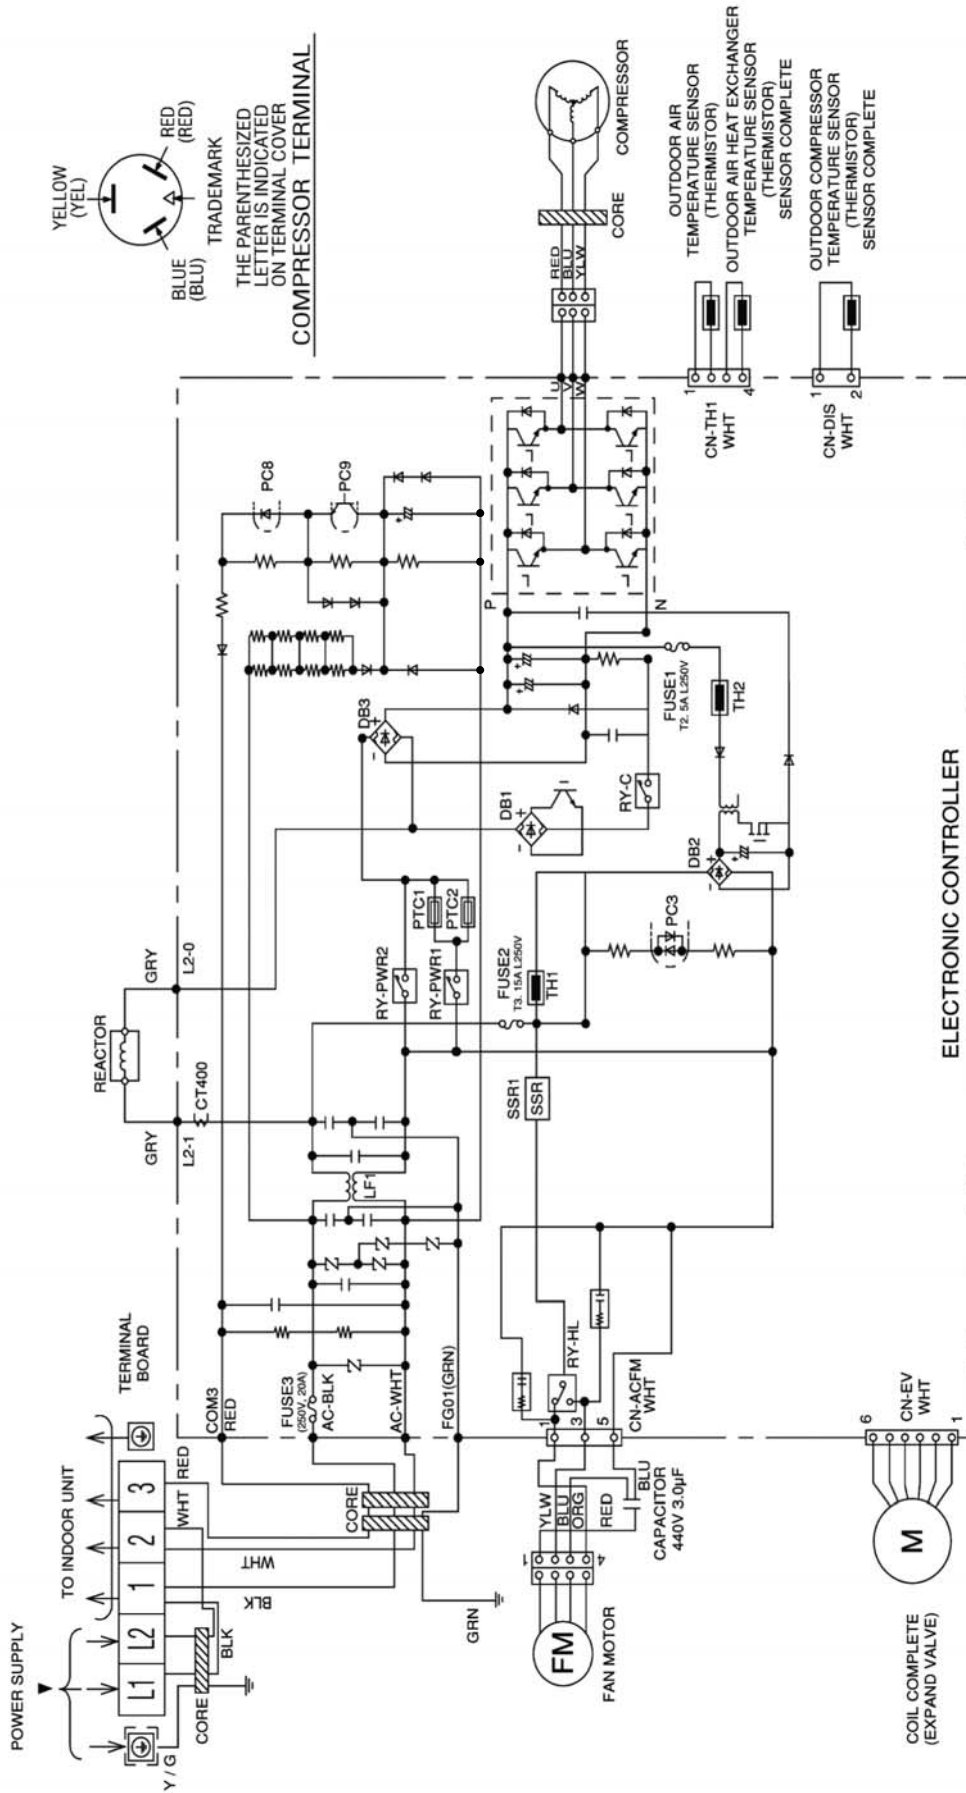 POWER SUPPLY
TO INDOOR UNIT
TERMINAL
BOARD
L1
L2
1
2
3
Y / G
CORE
BLK
BLK
WHT
WHT
RED
GRN
CORE
COM3
RED
FUSE3
(250V, 20A)
AC-BLK
AC-WHT
FG01(GRN)
LF1
GRY
L2-1
CT400
REACTOR
GRY
L2-0
RY-PWR2
RY-PWR1
PTC1
PTC2
DB3
+
-
PC8
PC9
+
YELLOW
(YEL)
RED
(RED)
BLUE
(BLU)
TRADEMARK
THE PARENTHESIZED
LETTER IS INDICATED
ON TERMINAL COVER
COMPRESSOR TERMINAL
FUSE2
T3. 15A L250V
TH1
SSR1
SSR
DB1
+
-
RY-C
FUSE1
T2. 5A L250V
TH2
DB2
+
-
+
PC3
P
N
+
+
U
V
W
RED
BLU
YLW
CORE
COMPRESSOR
1
4
CN-TH1
WHT
OUTDOOR AIR
TEMPERATURE SENSOR
(THERMISTOR)
OUTDOOR AIR HEAT EXCHANGER
TEMPERATURE SENSOR
(THERMISTOR)
SENSOR COMPLETE
1
2
CN-DIS
WHT
OUTDOOR COMPRESSOR
TEMPERATURE SENSOR
(THERMISTOR)
SENSOR COMPLETE
RY-HL
1
3
5
CN-ACFM
WHT
YLW
BLU
ORG
RED
BLU
CAPACITOR
440V 3.0µF
1
4
FM
FAN MOTOR
6
1
CN-EV
WHT
M
COIL COMPLETE
(EXPAND VALVE)
ELECTRONIC CONTROLLER